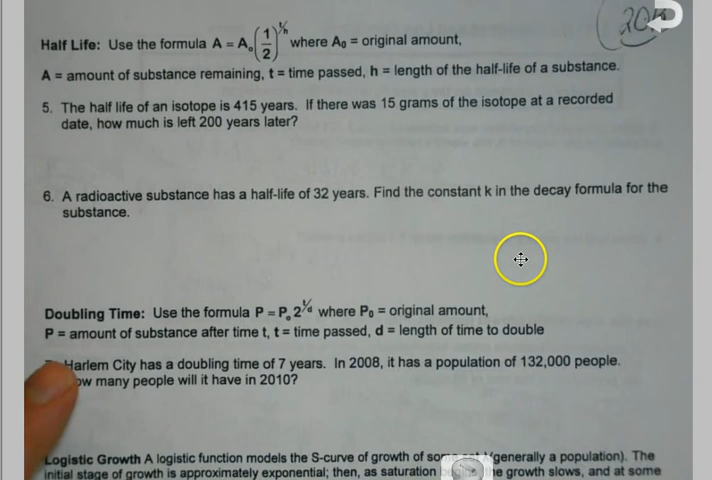 Half Life: Use the formula A = A₀(1/2)^t/h where A₀ = original amount,
A = amount of substance remaining, t = time passed, h = length of the half-life of a substance.
5. The half life of an isotope is 415 years. If there was 15 grams of the isotope at a recorded
date, how much is left 200 years later?
6. A radioactive substance has a half-life of 32 years. Find the constant k in the decay formula for the
substance.
Doubling Time: Use the formula P = P₀ 2^t/d where P₀ = original amount,
P = amount of substance after time t, t = time passed, d = length of time to double
Harlem City has a doubling time of 7 years. In 2008, it has a population of 132,000 people.
many people will it have in 2010?
Logistic Growth A logistic function models the S-curve of growth of (generally a population). The
initial stage of growth is approximately exponential; then, as saturation the growth slows, and at some